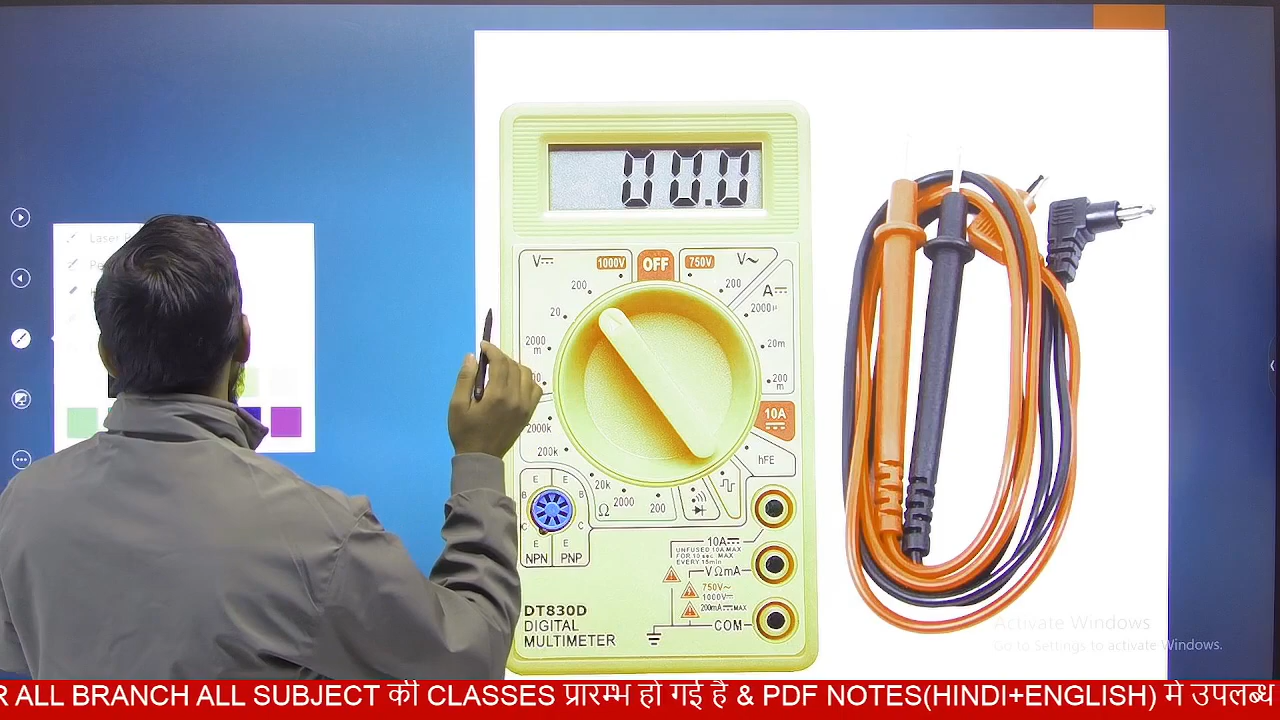 00.0
V⎓ 1000V OFF 750V V~
200 200
A⎓
20 2000µ
2000
m
20m
200
m
10A
2000k
200k hFE
20k
Ω 2000 200
E E
B B
C C
E E
NPN PNP
10A⎓
UNFUSED 10A MAX
FOR 10 sec MAX
EVERY 15min
VΩmA
750V~
1000V⎓
200mA⎓MAX
COM
DT830D
DIGITAL
MULTIMETER
Activate Windows
Go to Settings to activate Windows.
R ALL BRANCH ALL SUBJECT की CLASSES प्रारम्भ हो गई है & PDF NOTES(HINDI+ENGLISH) में उपलब्ध